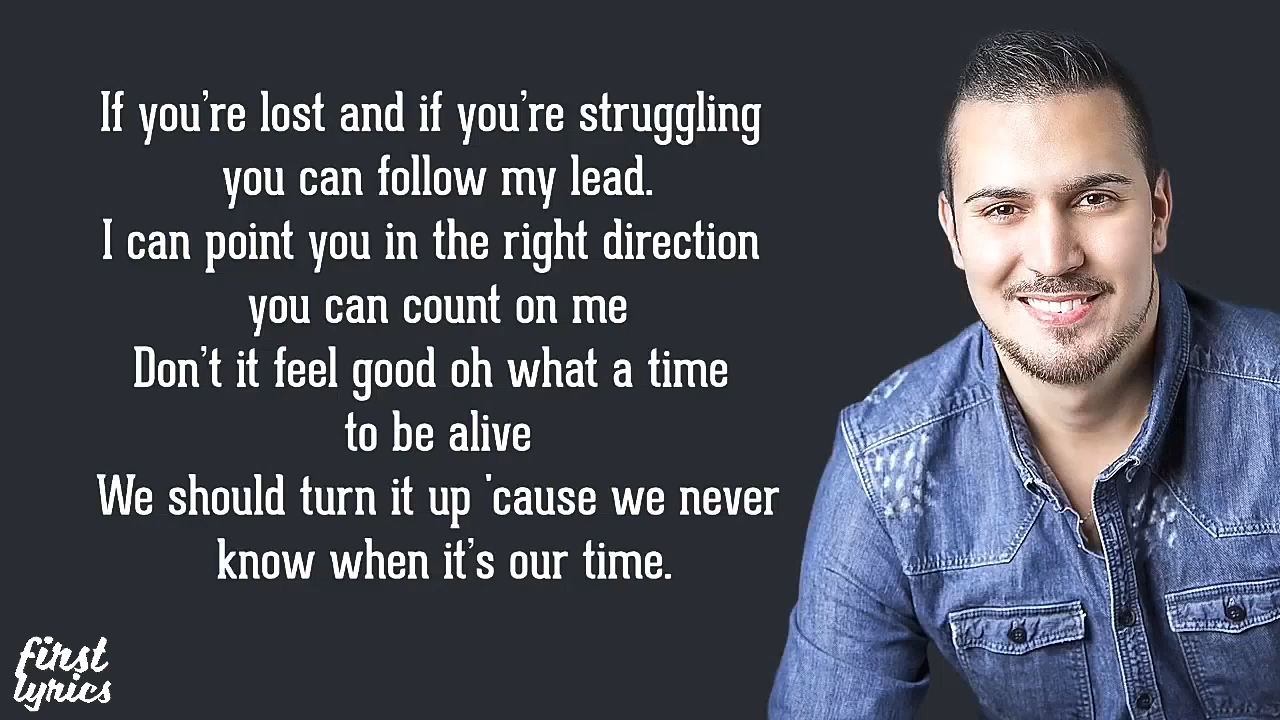 If you're lost and if you're struggling
you can follow my lead.
I can point you in the right direction
you can count on me
Don't it feel good oh what a time
to be alive
We should turn it up 'cause we never
know when it's our time.
first
lyrics